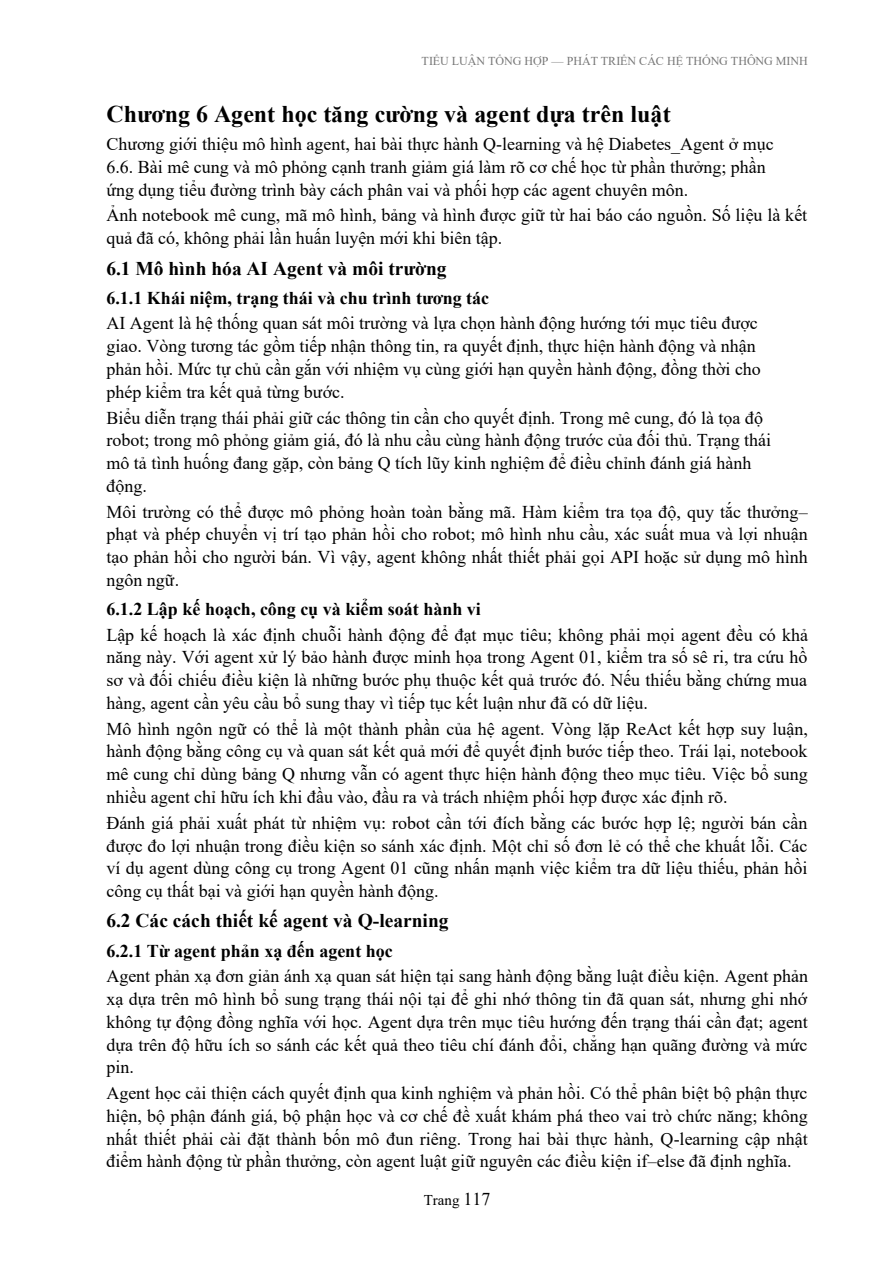 TIỂU LUẬN TỔNG HỢP — PHÁT TRIỂN CÁC HỆ THỐNG THÔNG MINH
Chương 6 Agent học tăng cường và agent dựa trên luật
Chương giới thiệu mô hình agent, hai bài thực hành Q-learning và hệ Diabetes_Agent ở mục
6.6. Bài mê cung và mô phỏng cạnh tranh giảm giá làm rõ cơ chế học từ phần thưởng; phần
ứng dụng tiểu đường trình bày cách phân vai và phối hợp các agent chuyên môn.
Ảnh notebook mê cung, mã mô hình, bảng và hình được giữ từ hai báo cáo nguồn. Số liệu là kết
quả đã có, không phải lần huấn luyện mới khi biên tập.
6.1 Mô hình hóa AI Agent và môi trường
6.1.1 Khái niệm, trạng thái và chu trình tương tác
AI Agent là hệ thống quan sát môi trường và lựa chọn hành động hướng tới mục tiêu được
giao. Vòng tương tác gồm tiếp nhận thông tin, ra quyết định, thực hiện hành động và nhận
phản hồi. Mức tự chủ cần gắn với nhiệm vụ cùng giới hạn quyền hành động, đồng thời cho
phép kiểm tra kết quả từng bước.
Biểu diễn trạng thái phải giữ các thông tin cần cho quyết định. Trong mê cung, đó là tọa độ
robot; trong mô phỏng giảm giá, đó là nhu cầu cùng hành động trước của đối thủ. Trạng thái
mô tả tình huống đang gặp, còn bảng Q tích lũy kinh nghiệm để điều chỉnh đánh giá hành
động.
Môi trường có thể được mô phỏng hoàn toàn bằng mã. Hàm kiểm tra tọa độ, quy tắc thưởng–
phạt và phép chuyển vị trí tạo phản hồi cho robot; mô hình nhu cầu, xác suất mua và lợi nhuận
tạo phản hồi cho người bán. Vì vậy, agent không nhất thiết phải gọi API hoặc sử dụng mô hình
ngôn ngữ.
6.1.2 Lập kế hoạch, công cụ và kiểm soát hành vi
Lập kế hoạch là xác định chuỗi hành động để đạt mục tiêu; không phải mọi agent đều có khả
năng này. Với agent xử lý bảo hành được minh họa trong Agent 01, kiểm tra số sê ri, tra cứu hồ
sơ và đối chiếu điều kiện là những bước phụ thuộc kết quả trước đó. Nếu thiếu bằng chứng mua
hàng, agent cần yêu cầu bổ sung thay vì tiếp tục kết luận như đã có dữ liệu.
Mô hình ngôn ngữ có thể là một thành phần của hệ agent. Vòng lặp ReAct kết hợp suy luận,
hành động bằng công cụ và quan sát kết quả mới để quyết định bước tiếp theo. Trái lại, notebook
mê cung chỉ dùng bảng Q nhưng vẫn có agent thực hiện hành động theo mục tiêu. Việc bổ sung
nhiều agent chỉ hữu ích khi đầu vào, đầu ra và trách nhiệm phối hợp được xác định rõ.
Đánh giá phải xuất phát từ nhiệm vụ: robot cần tới đích bằng các bước hợp lệ; người bán cần
được đo lợi nhuận trong điều kiện so sánh xác định. Một chỉ số đơn lẻ có thể che khuất lỗi. Các
ví dụ agent dùng công cụ trong Agent 01 cũng nhấn mạnh việc kiểm tra dữ liệu thiếu, phản hồi
công cụ thất bại và giới hạn quyền hành động.
6.2 Các cách thiết kế agent và Q-learning
6.2.1 Từ agent phản xạ đến agent học
Agent phản xạ đơn giản ánh xạ quan sát hiện tại sang hành động bằng luật điều kiện. Agent phản
xạ dựa trên mô hình bổ sung trạng thái nội tại để ghi nhớ thông tin đã quan sát, nhưng ghi nhớ
không tự động đồng nghĩa với học. Agent dựa trên mục tiêu hướng đến trạng thái cần đạt; agent
dựa trên độ hữu ích so sánh các kết quả theo tiêu chí đánh đổi, chẳng hạn quãng đường và mức
pin.
Agent học cải thiện cách quyết định qua kinh nghiệm và phản hồi. Có thể phân biệt bộ phận thực
hiện, bộ phận đánh giá, bộ phận học và cơ chế đề xuất khám phá theo vai trò chức năng; không
nhất thiết phải cài đặt thành bốn mô đun riêng. Trong hai bài thực hành, Q-learning cập nhật
điểm hành động từ phần thưởng, còn agent luật giữ nguyên các điều kiện if–else đã định nghĩa.
Trang 117